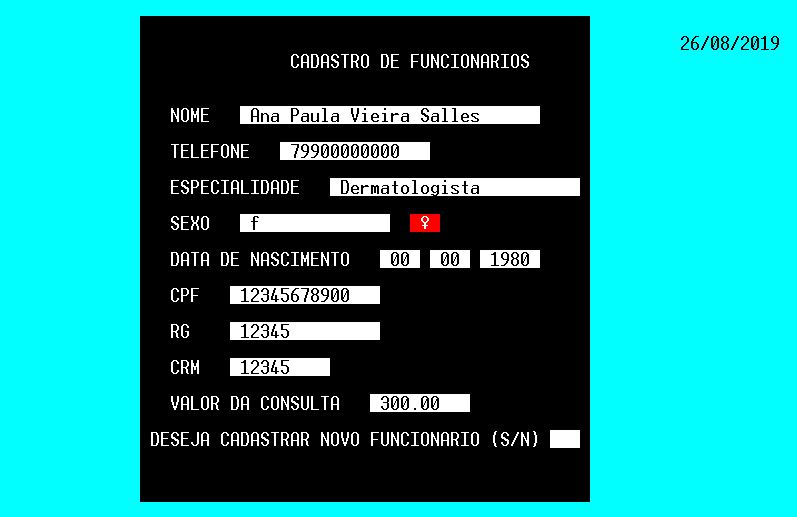 26/08/2019
CADASTRO DE FUNCIONARIOS
NOME Ana Paula Vieira Salles
TELEFONE 79900000000
ESPECIALIDADE Dermatologista
SEXO f ♀
DATA DE NASCIMENTO 00 00 1980
CPF 12345678900
RG 12345
CRM 12345
VALOR DA CONSULTA 300.00
DESEJA CADASTRAR NOVO FUNCIONARIO (S/N)